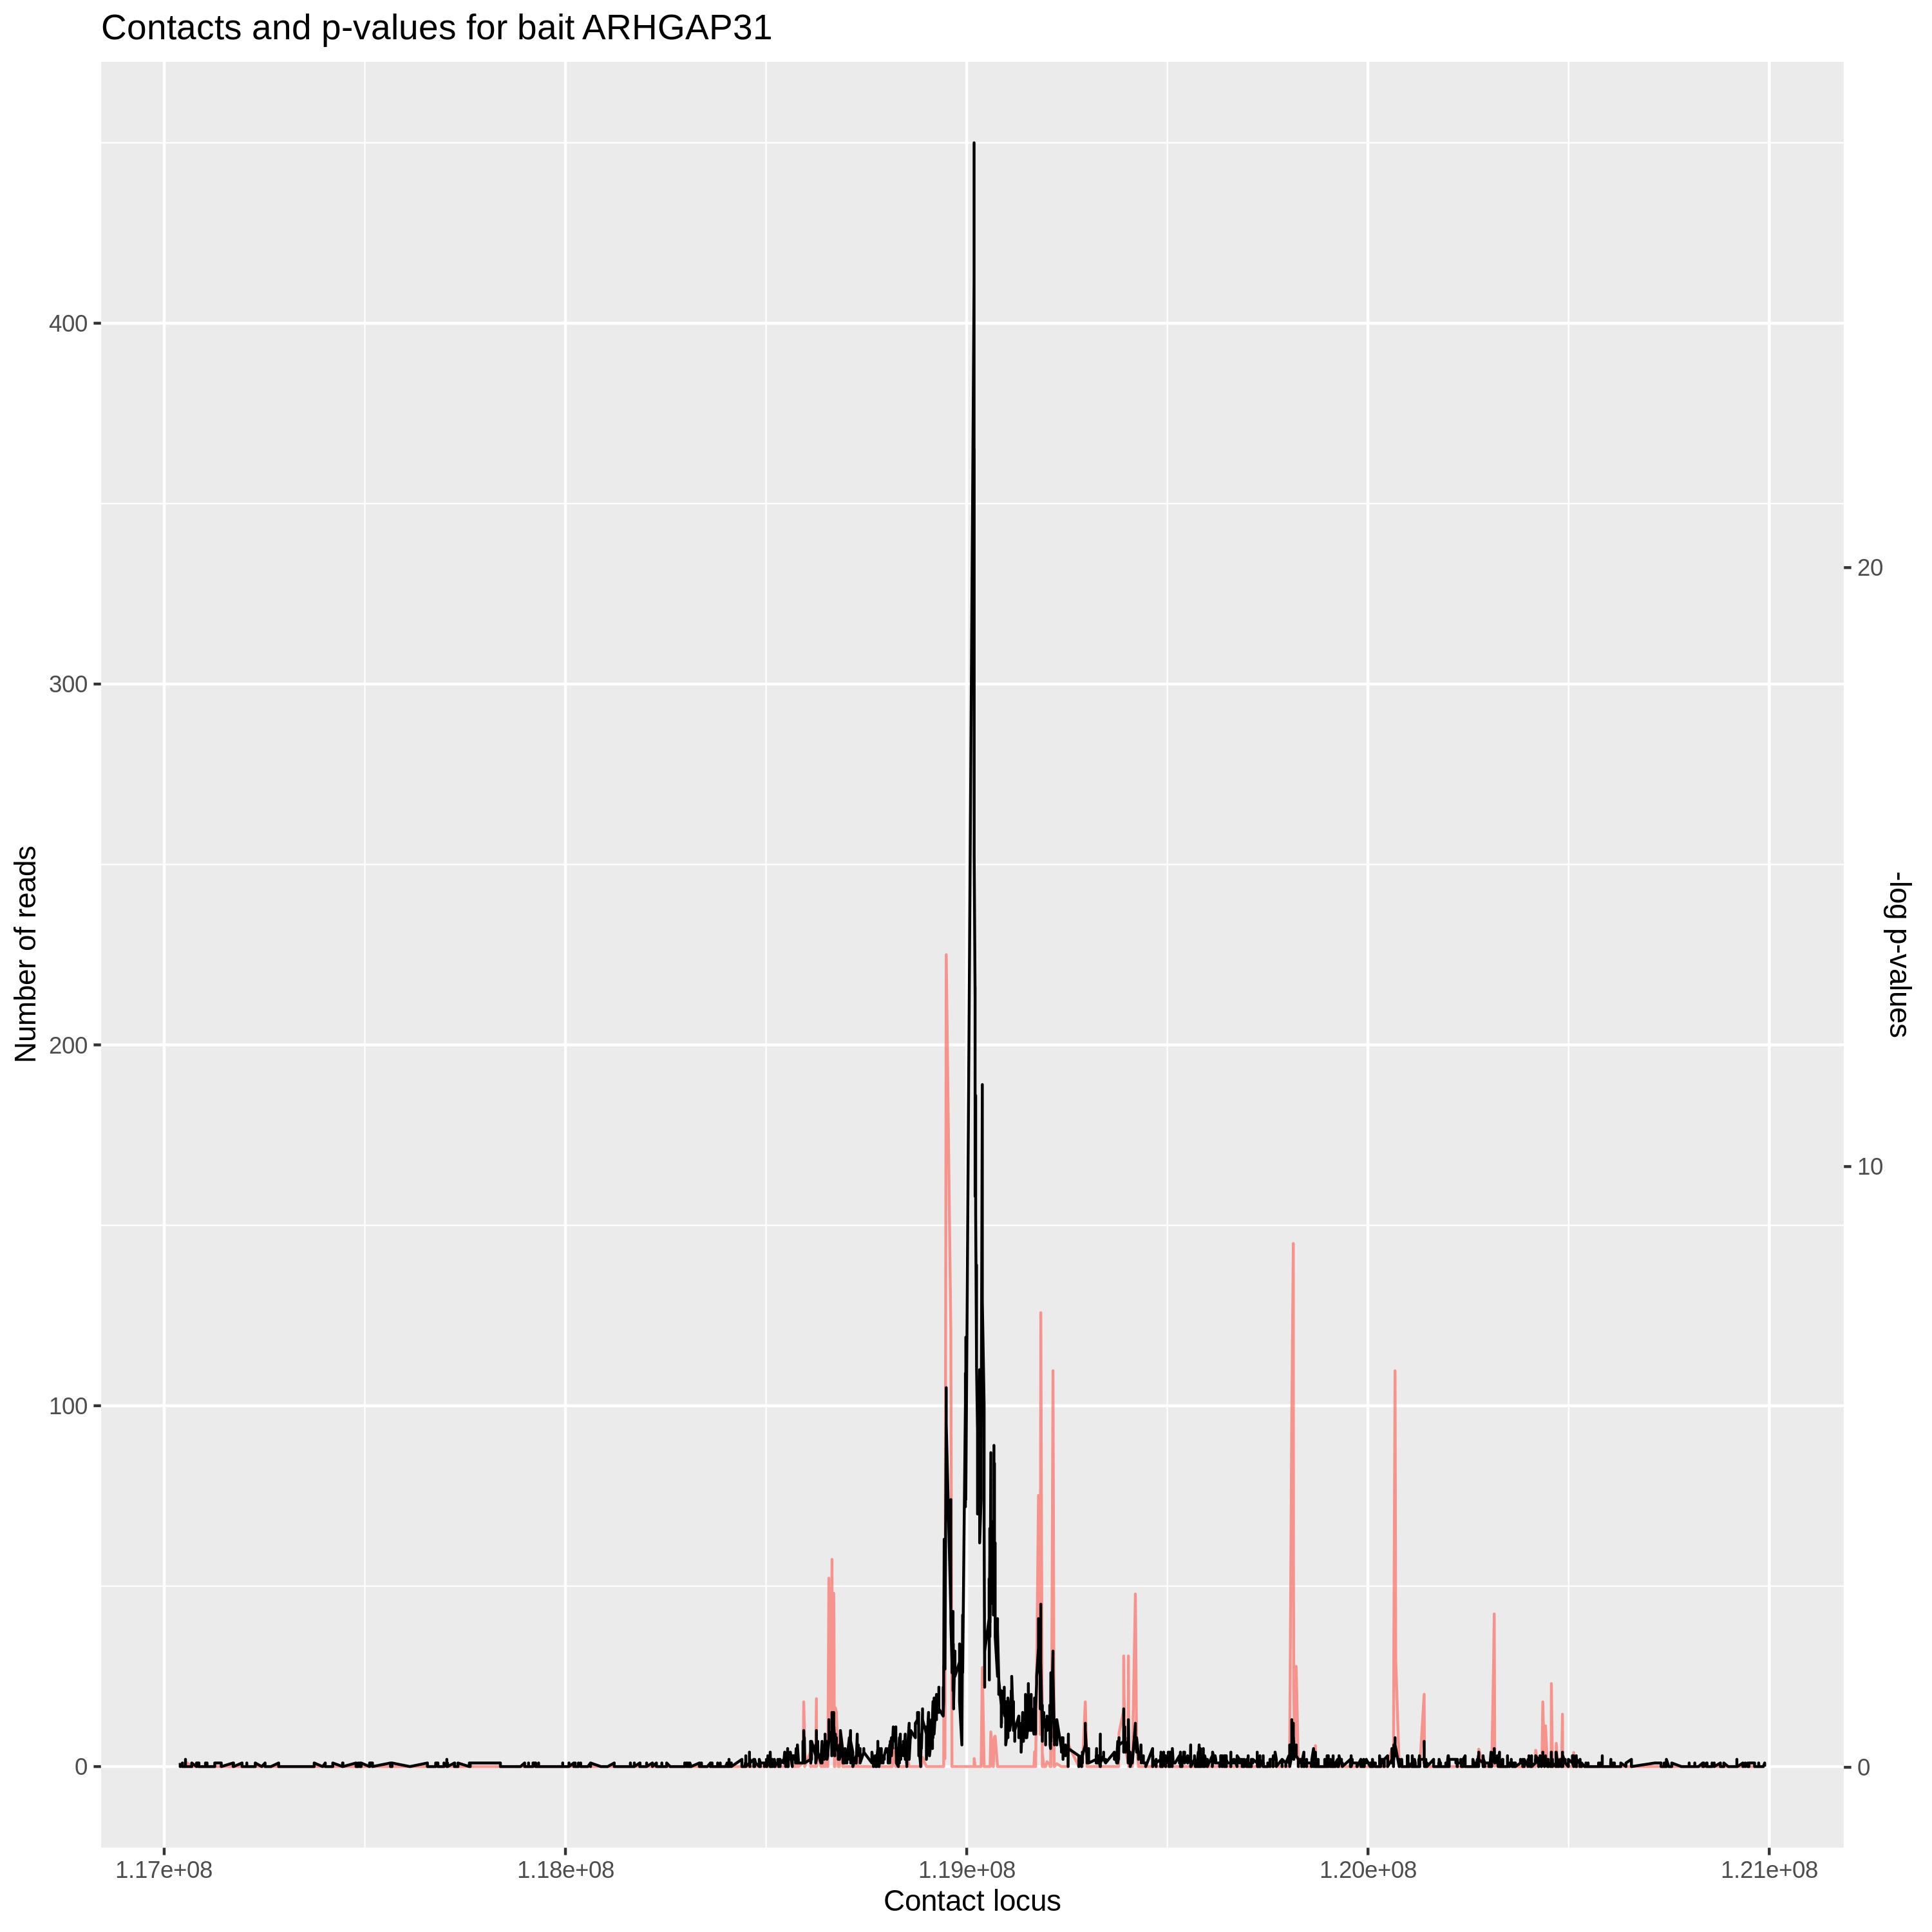 Contacts and p-values for bait ARHGAP31
400
300
200
100
0
Number of reads
20
10
0
-log p-values
1.17e+08 1.18e+08 1.19e+08 1.20e+08 1.21e+08
Contact locus